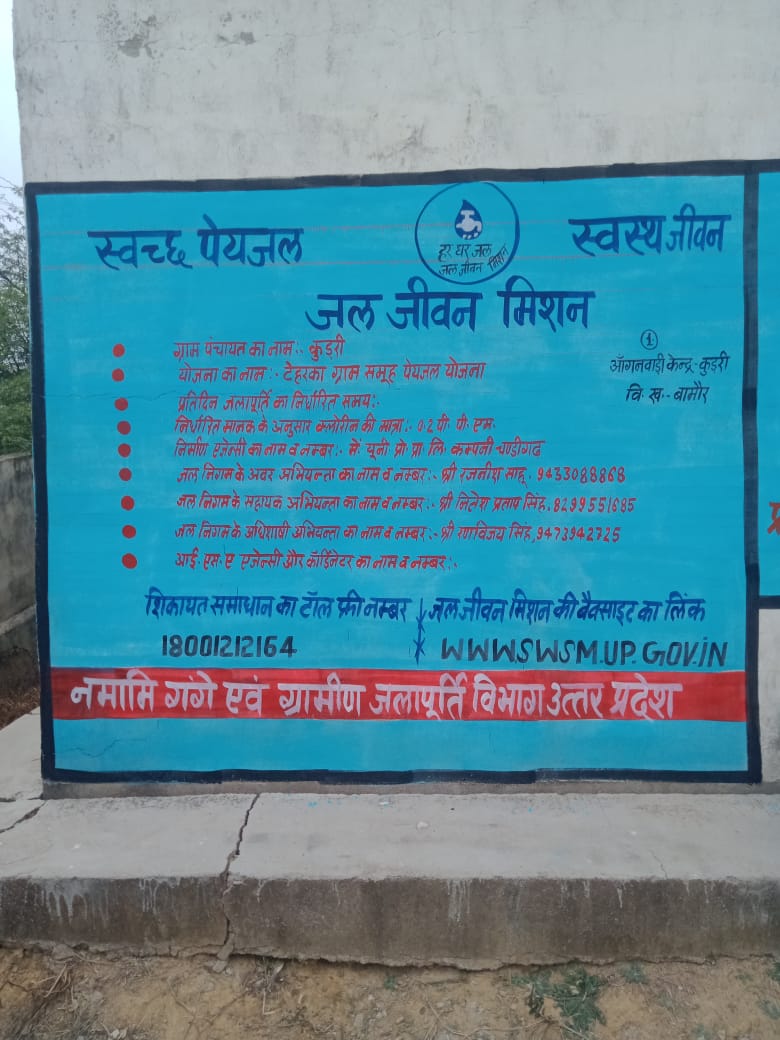 स्वच्छ पेयजल
हर घर जल
जल जीवन मिशन
स्वस्थ जीवन
जल जीवन मिशन
1
आँगनवाड़ी केन्द्र:-कुड़री
वि. ख:- बामौर
ग्राम पंचायत का नाम:- कुड़री
योजना का नाम:- टेहरका ग्राम समूह पेयजल योजना
प्रतिदिन जलापूर्ति का निर्धारित समय:-
निर्धारित मानक के अनुसार क्लोरीन की मात्रा:- 0.2 पी. पी. एम.
निर्माण एजेन्सी का नाम व नम्बर:- मे. यूनी प्रो प्रा लि. कम्पनी चण्डीगढ़
जल निगम के अवर अभियन्ता का नाम व नम्बर:- श्री रजनीश साहू. 9433088868
जल निगम के सहायक अभियन्ता का नाम व नम्बर:- श्री जितेश प्रताप सिंह, 8299551685
जल निगम के अधिशाषी अभियन्ता का नाम व नम्बर:- श्री रणविजय सिंह, 9473942725
आई. एस. ए एजेन्सी और कॉर्डिनेटर का नाम व नम्बर:-
शिकायत समाधान का टॉल फ्री नम्बर
18001212164
जल जीवन मिशन की वैबसाइट का लिंक
WWW.SWSM.UP.GOV.iN
नमामि गंगे एवं ग्रामीण जलापूर्ति विभाग उत्तर प्रदेश